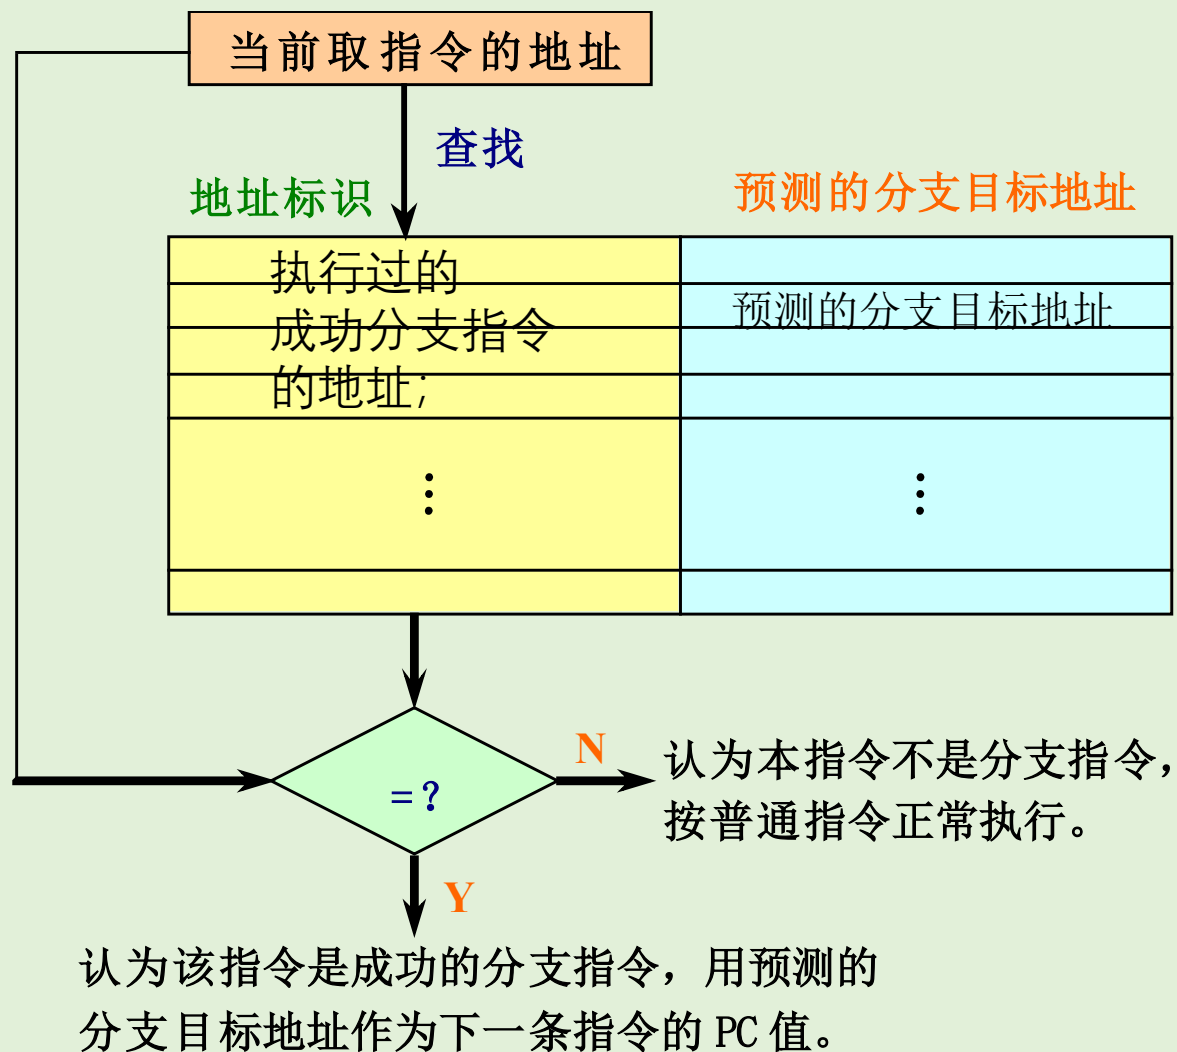 当前取指令的地址
查找
地址标识
预测的分支目标地址
执行过的
成功分支指令
的地址;
预测的分支目标地址
⋮
⋮
=?
N
认为本指令不是分支指令，
按普通指令正常执行。
Y
认为该指令是成功的分支指令，用预测的
分支目标地址作为下一条指令的 PC 值。